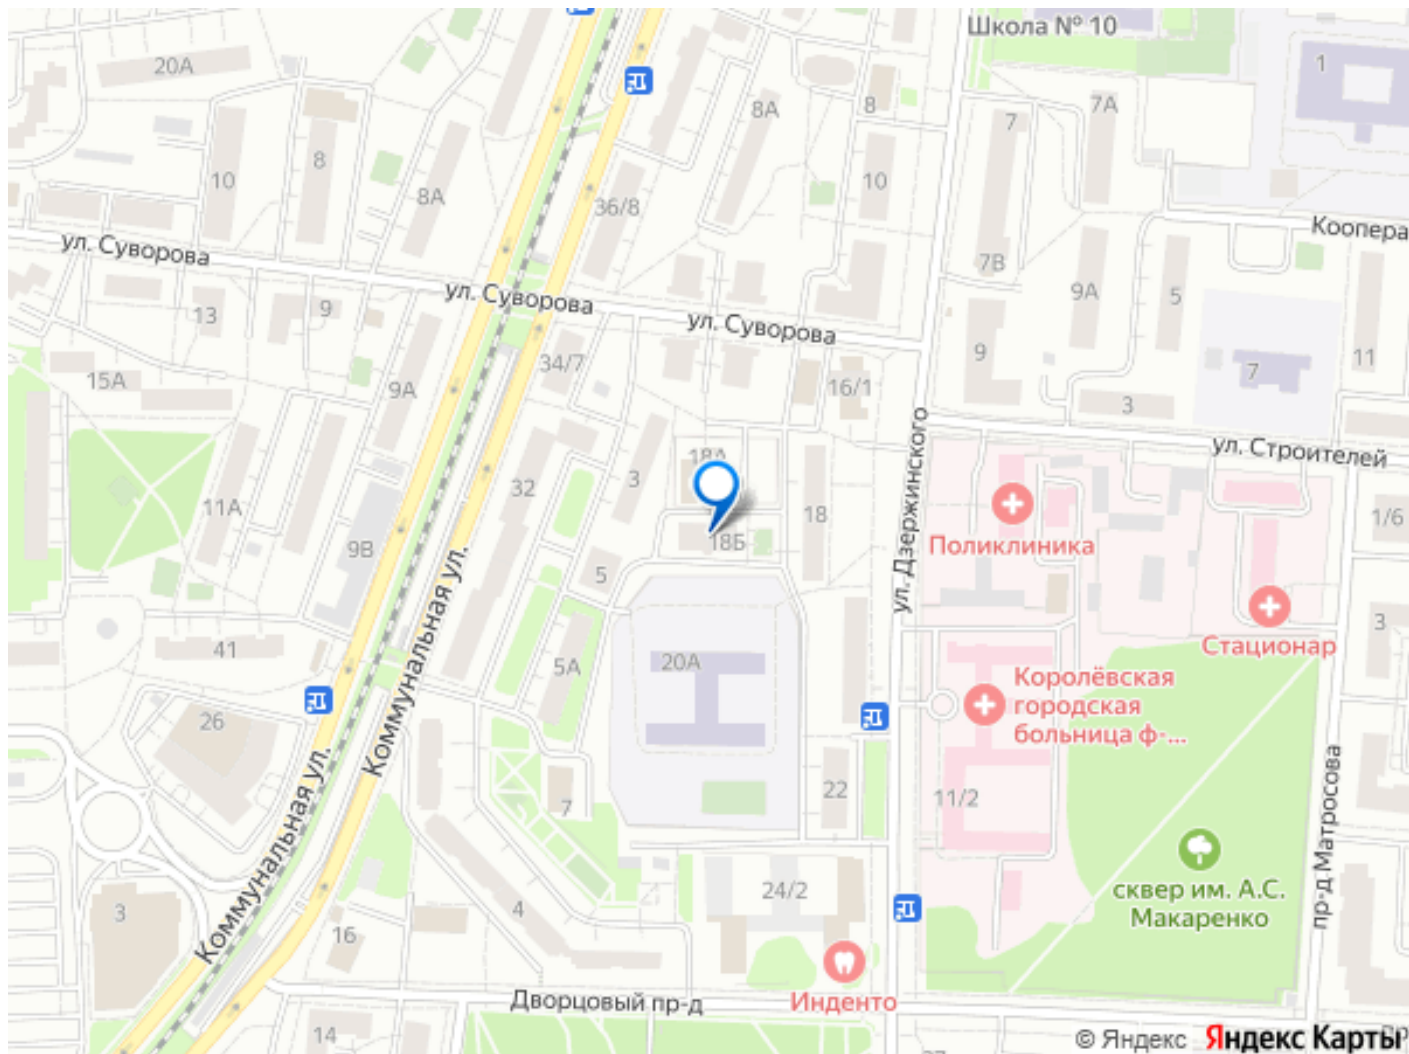 Школа № 10
20А
1
8А
8
7А
7
8
10
8А
10
36/8
Коопера
ул. Суворова
7В
ул. Суворова
9А
5
13
9
ул. Суворова
34/7
9
11
15А
9А
16/1
7
3
ул. Дзержинского
ул. Строителей
18А
3
32
11А
18
1/6
9В
18Б
Поликлиника
5
Коммунальная ул.
3
41
5А
20А
Стационар
Королёвская
городская
больница ф-...
26
Коммунальная ул.
7
22
11/2
пр-д Матросова
сквер им. А.С.
Макаренко
24/2
3
4
16
Инденто
Дворцовый пр-д
14
© Яндекс Яндекс Карты